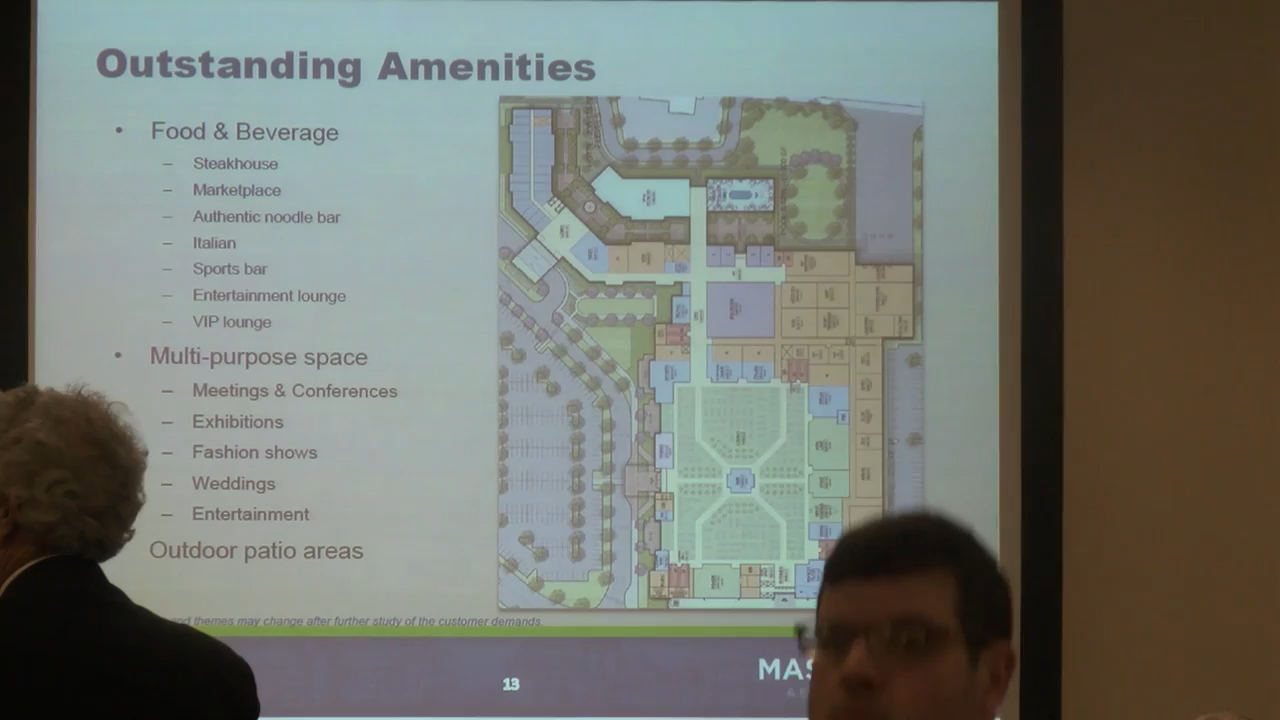 Outstanding Amenities
• Food & Beverage
– Steakhouse
– Marketplace
– Authentic noodle bar
– Italian
– Sports bar
– Entertainment lounge
– VIP lounge
• Multi-purpose space
– Meetings & Conferences
– Exhibitions
– Fashion shows
– Weddings
– Entertainment
Outdoor patio areas
and themes may change after further study of the customer demands.
13
MAS